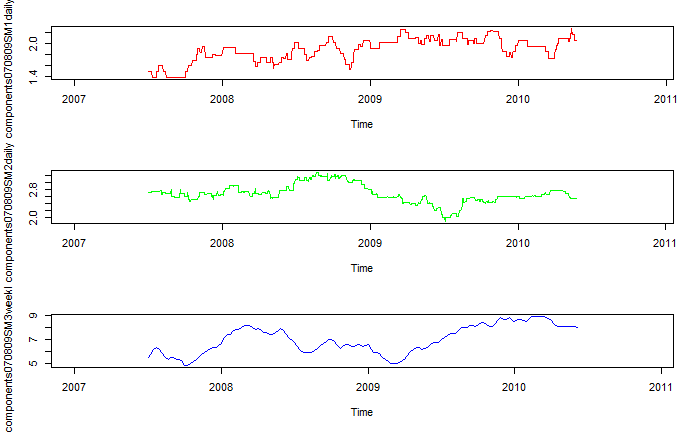 components070809SM1daily
2.0
1.4
2007 2008 2009 2010 2011
Time
components070809SM2daily
2.8
2.0
2007 2008 2009 2010 2011
Time
components070809SM3weekl
9
7
5
2007 2008 2009 2010 2011
Time